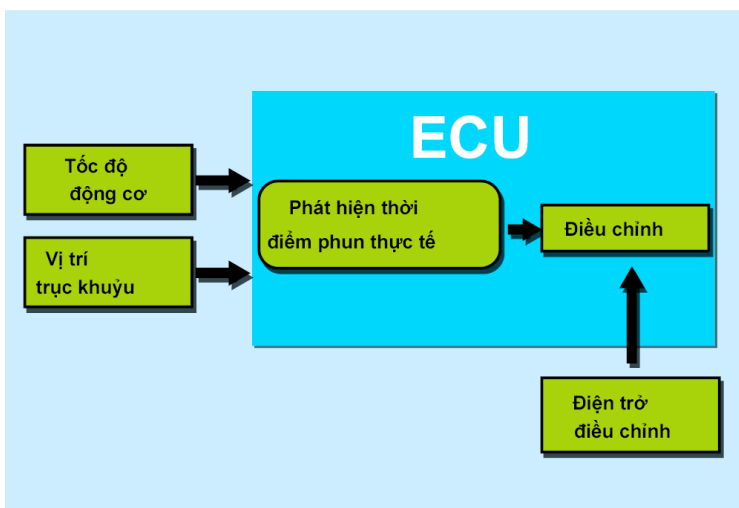 ECU
Tốc độ
động cơ
Phát hiện thời
điểm phun thực tế
Điều chỉnh
Vị trí
trục khuỷu
Điện trở
điều chỉnh